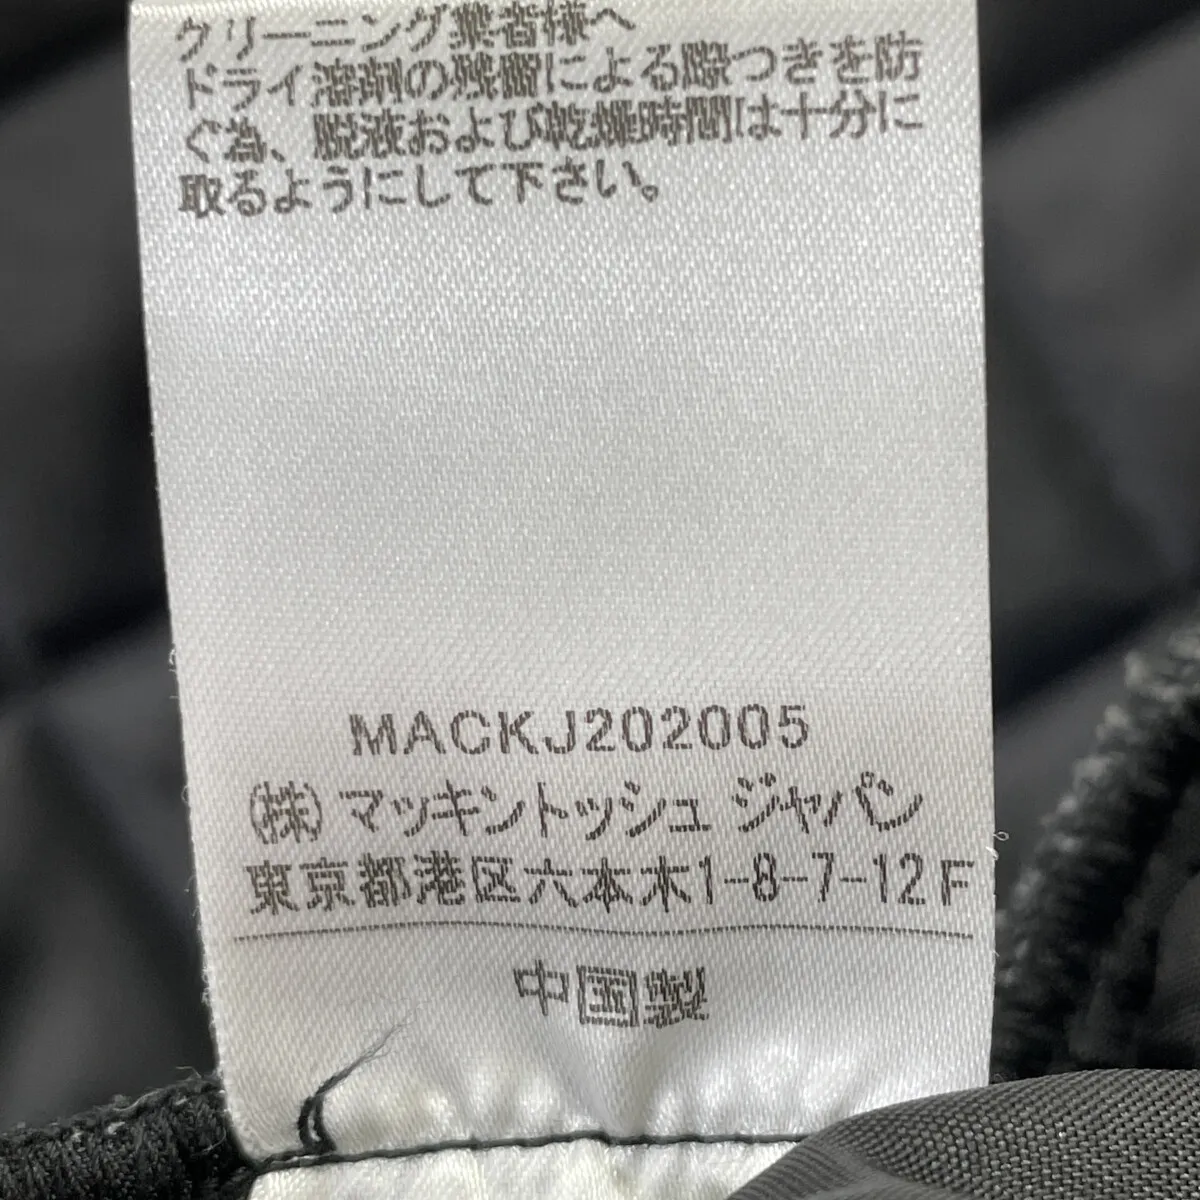 クリーニング業者様へ
ドライ溶剤の残留による際つきを防
ぐ為、脱液および乾燥時間は十分に
取るようにして下さい。
MACKJ202005
(株)マッキントッシュ ジャパン
東京都港区六本木1-8-7-12F
中国製